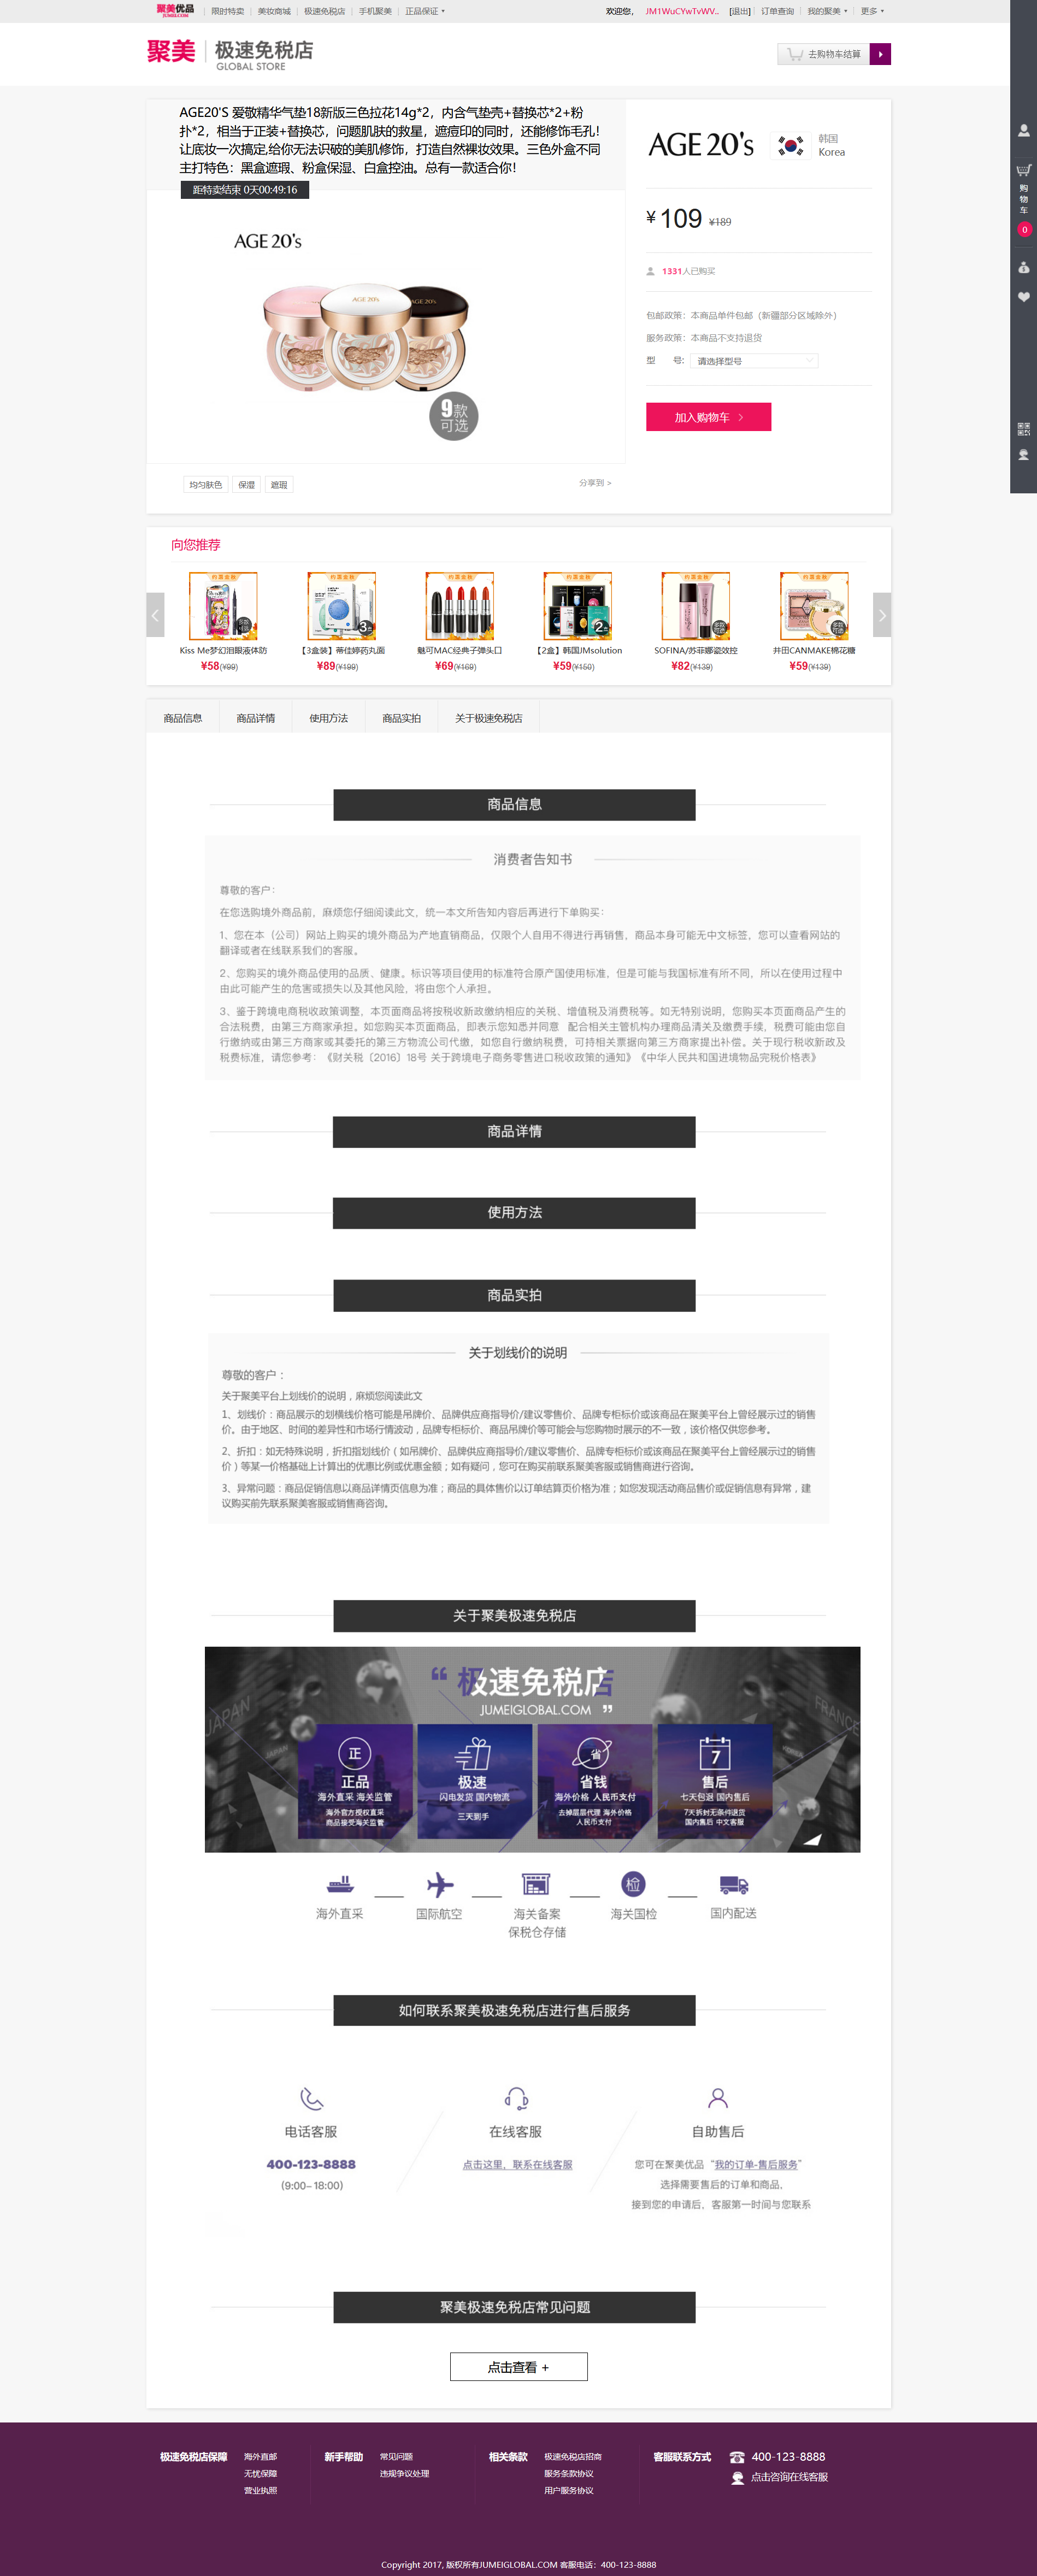 聚美优品
JUMEI.COM
限时特卖
美妆商城
极速免税店
手机聚美
正品保证
欢迎您，
JM1WuCYwTvWV..
[退出]
订单查询
我的聚美
更多
聚美
极速免税店
GLOBAL STORE
去购物车结算
AGE20'S 爱敬精华气垫18新版三色拉花14g*2，内含气垫壳+替换芯*2+粉
扑*2，相当于正装+替换芯，问题肌肤的救星，遮痘印的同时，还能修饰毛孔！
让底妆一次搞定,给你无法识破的美肌修饰，打造自然裸妆效果。三色外盒不同
主打特色：黑盒遮瑕、粉盒保湿、白盒控油。总有一款适合你！
距特卖结束 0天00:49:16
AGE 20's
AGE 20's
AGE 20's
9款
可选
均匀肤色
保湿
遮瑕
分享到 >
AGE 20's
韩国
Korea
¥ 109 ¥189
1331人已购买
包邮政策：本商品单件包邮（新疆部分区域除外）
服务政策：本商品不支持退货
型 号：
请选择型号
加入购物车 >
购物车
0
向您推荐
Kiss Me梦幻泪眼液体防
¥58(¥99)
【3盒装】蒂佳婷药丸面
¥89(¥199)
魅可MAC经典子弹头口
¥69(¥169)
【2盒】韩国JMsolution
¥59(¥150)
SOFINA/苏菲娜瓷效控
¥82(¥139)
井田CANMAKE棉花糖
¥59(¥139)
商品信息
商品详情
使用方法
商品实拍
关于极速免税店
商品信息
消费者告知书
尊敬的客户：
在您选购境外商品前，麻烦您仔细阅读此文，统一本文所告知内容后再进行下单购买：
1、您在本（公司）网站上购买的境外商品为产地直销商品，仅限个人自用不得进行再销售，商品本身可能无中文标签，您可以查看网站的
翻译或者在线联系我们的客服。
2、您购买的境外商品使用的品质、健康。标识等项目使用的标准符合原产国使用标准，但是可能与我国标准有所不同，所以在使用过程中
由此可能产生的危害或损失以及其他风险，将由您个人承担。
3、鉴于跨境电商税收政策调整，本页面商品将按税收新政缴纳相应的关税、增值税及消费税等。如无特别说明，您购买本页面商品产生的
合法税费，由第三方商家承担。如您购买本页面商品，即表示您知悉并同意 配合相关主管机构办理商品清关及缴费手续，税费可能由您自
行缴纳或由第三方商家或其委托的第三方物流公司代缴，如您自行缴纳税费，可持相关票据向第三方商家提出补偿。关于现行税收新政及
税费标准，请您参考：《财关税〔2016〕18号 关于跨境电子商务零售进口税收政策的通知》《中华人民共和国进境物品完税价格表》
商品详情
使用方法
商品实拍
关于划线价的说明
尊敬的客户：
关于聚美平台上划线价的说明，麻烦您阅读此文
1、划线价：商品展示的划横线价格可能是吊牌价、品牌供应商指导价/建议零售价、品牌专柜标价或该商品在聚美平台上曾经展示过的销售
价。由于地区、时间的差异性和市场行情波动，品牌专柜标价、商品吊牌价等可能会与您购物时展示的不一致，该价格仅供您参考。
2、折扣：如无特殊说明，折扣指划线价（如吊牌价、品牌供应商指导价/建议零售价、品牌专柜标价或该商品在聚美平台上曾经展示过的销售
价）等某一价格基础上计算出的优惠比例或优惠金额；如有疑问，您可在购买前联系聚美客服或销售商进行咨询。
3、异常问题：商品促销信息以商品详情页信息为准；商品的具体售价以订单结算页价格为准；如您发现活动商品售价或促销信息有异常，建
议购买前先联系聚美客服或销售商咨询。
关于聚美极速免税店
“极速免税店
JUMEIGLOBAL.COM ”
JAPAN
FRANCE
正
正品
海外直采 海关监管
海外官方授权直采
商品接受海关监管
极速
闪电发货 国内物流
三天到手
省
省钱
海外价格 人民币支付
去掉层层代理 海外价格
人民币支付
7
售后
七天包退 国内售后
7天拆封无条件退货
国内售后 中文客服
海外直采
国际航空
海关备案
保税仓存储
检
海关国检
国内配送
如何联系聚美极速免税店进行售后服务
电话客服
400-123-8888
(9:00~18:00)
在线客服
点击这里，联系在线客服
自助售后
您可在聚美优品“我的订单-售后服务”
选择需要售后的订单和商品，
接到您的申请后，客服第一时间与您联系
聚美极速免税店常见问题
点击查看 +
极速免税店保障
海外直邮
无忧保障
营业执照
新手帮助
常见问题
违规争议处理
相关条款
极速免税店招商
服务条款协议
用户服务协议
客服联系方式
400-123-8888
点击咨询在线客服
Copyright 2017, 版权所有JUMEIGLOBAL.COM 客服电话：400-123-8888